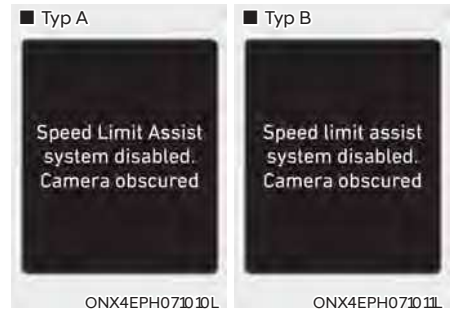 ■ Typ A
Speed Limit Assist
system disabled.
Camera obscured
ONX4EPH071010L
■ Typ B
Speed limit assist
system disabled.
Camera obscured
ONX4EPH071011L